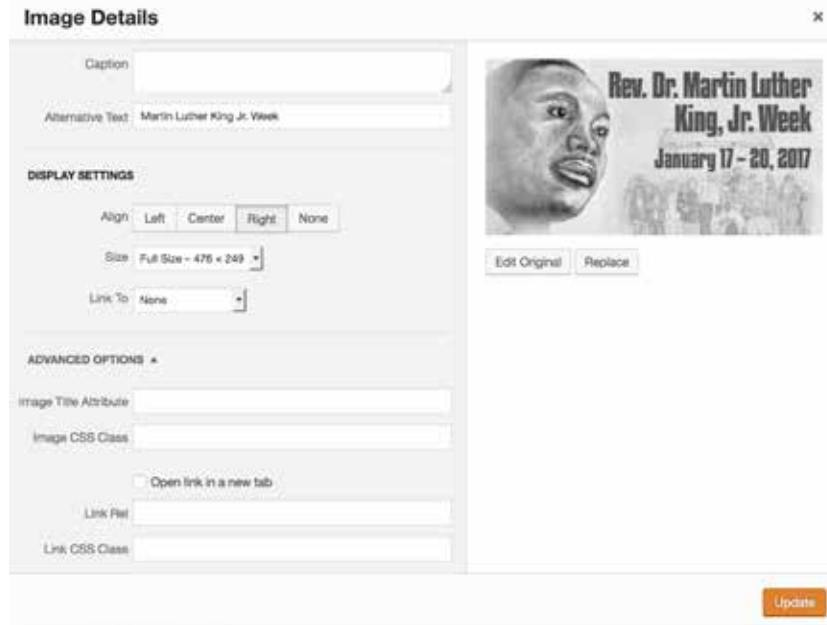 Image Details
×
Caption
Alternative Text Martin Luther King Jr. Week
DISPLAY SETTINGS
Align Left Center Right None
Size Full Size – 476 × 249
Link To None
ADVANCED OPTIONS
Image Title Attribute
Image CSS Class
Open link in a new tab
Link Rel
Link CSS Class
Rev. Dr. Martin Luther
King, Jr. Week
January 17 – 20, 2017
Edit Original Replace
Update